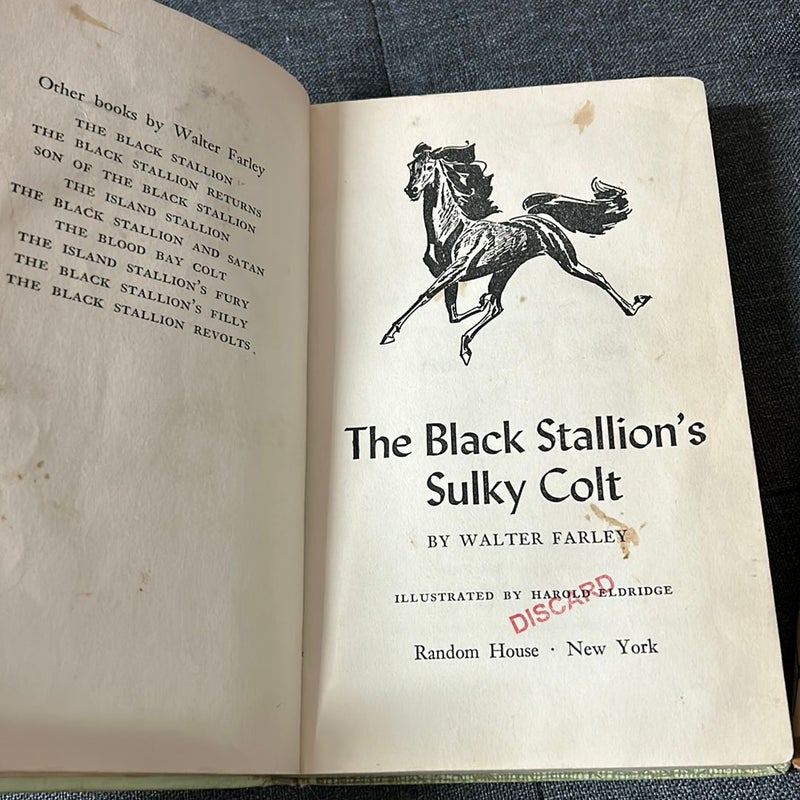 Other books by Walter Farley
THE BLACK STALLION
THE BLACK STALLION RETURNS
SON OF THE BLACK STALLION
THE ISLAND STALLION
THE BLACK STALLION AND SATAN
THE BLOOD BAY COLT
THE ISLAND STALLION'S FURY
THE BLACK STALLION'S FILLY
THE BLACK STALLION REVOLTS
The Black Stallion's
Sulky Colt
BY WALTER FARLEY
ILLUSTRATED BY HAROLD ELDRIDGE
DISCARD
Random House · New York